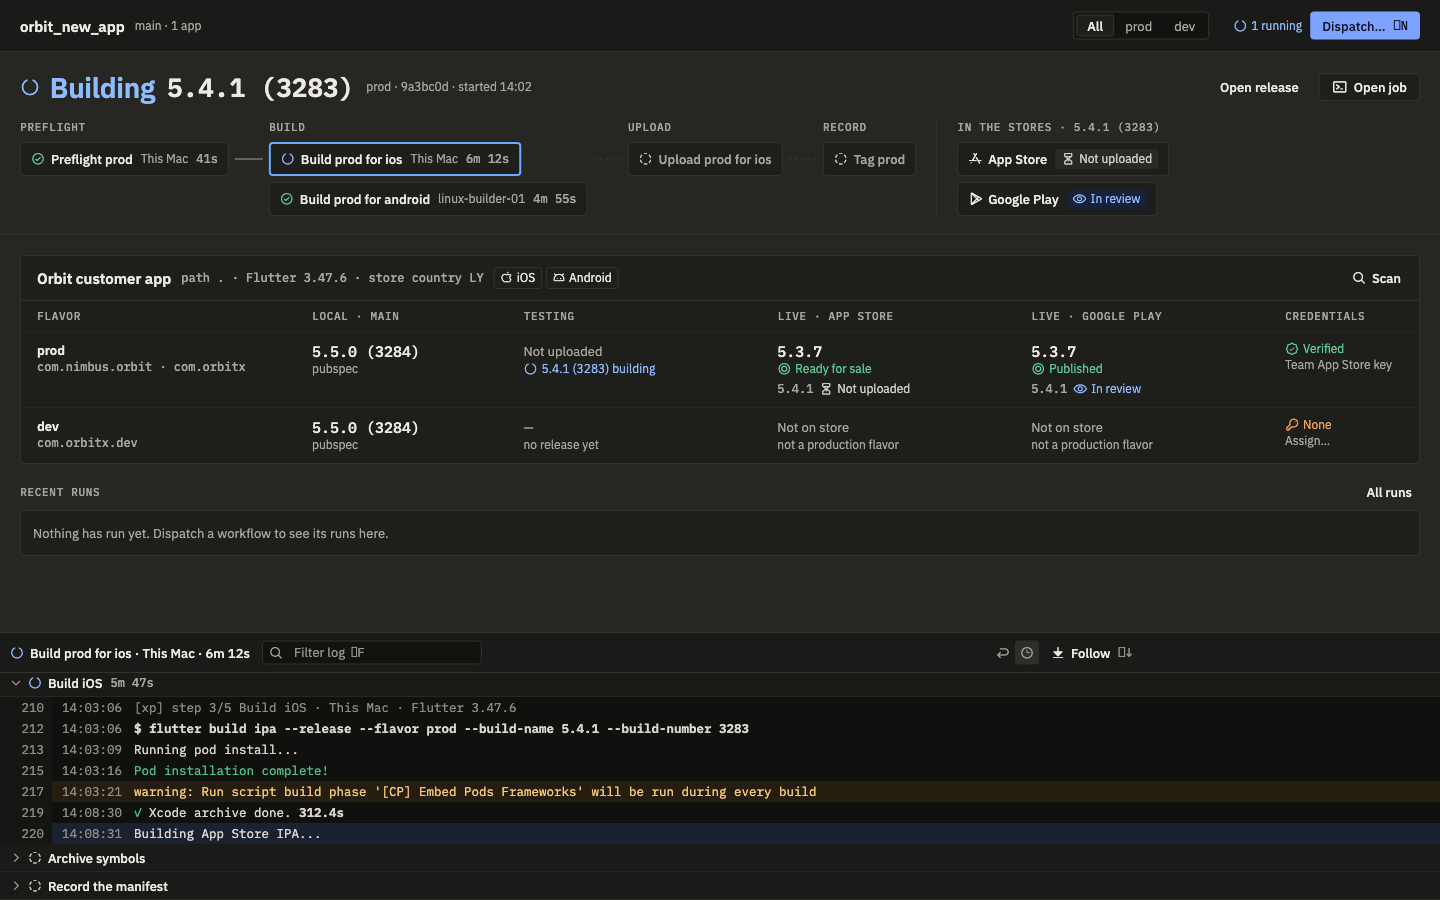 orbit_new_app main · 1 app All prod dev 1 running Dispatch... N
Building 5.4.1 (3283) prod · 9a3bc0d · started 14:02 Open release Open job
PREFLIGHT BUILD UPLOAD RECORD IN THE STORES · 5.4.1 (3283)
Preflight prod This Mac 41s Build prod for ios This Mac 6m 12s Upload prod for ios Tag prod App Store Not uploaded
Build prod for android linux-builder-01 4m 55s Google Play In review
Orbit customer app path . · Flutter 3.47.6 · store country LY iOS Android Scan
FLAVOR LOCAL · MAIN TESTING LIVE · APP STORE LIVE · GOOGLE PLAY CREDENTIALS
prod 5.5.0 (3284) Not uploaded 5.3.7 5.3.7 Verified
com.nimbus.orbit · com.orbitx pubspec 5.4.1 (3283) building Ready for sale Published Team App Store key
5.4.1 Not uploaded 5.4.1 In review
dev 5.5.0 (3284) — Not on store Not on store None
com.orbitx.dev pubspec no release yet not a production flavor not a production flavor Assign...
RECENT RUNS All runs
Nothing has run yet. Dispatch a workflow to see its runs here.
Build prod for ios · This Mac · 6m 12s Filter log F Follow ↓
Build iOS 5m 47s
210 14:03:06 [xp] step 3/5 Build iOS · This Mac · Flutter 3.47.6
212 14:03:06 $ flutter build ipa --release --flavor prod --build-name 5.4.1 --build-number 3283
213 14:03:09 Running pod install...
215 14:03:16 Pod installation complete!
217 14:03:21 warning: Run script build phase '[CP] Embed Pods Frameworks' will be run during every build
219 14:08:30 √ Xcode archive done. 312.4s
220 14:08:31 Building App Store IPA...
Archive symbols
Record the manifest